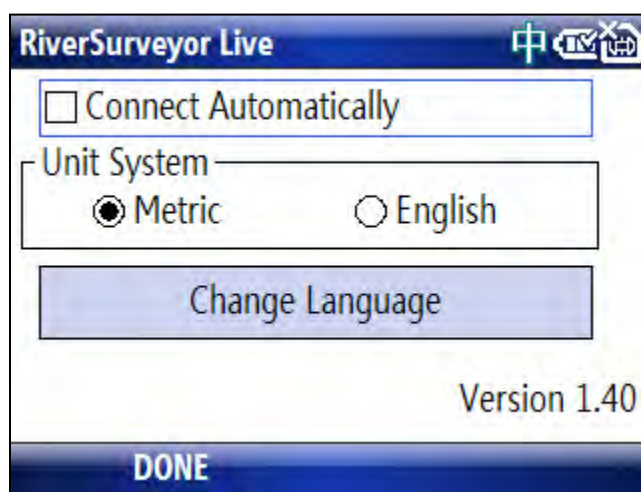 RiverSurveyor Live 中
Connect Automatically
Unit System
Metric English
Change Language
Version 1.40
DONE